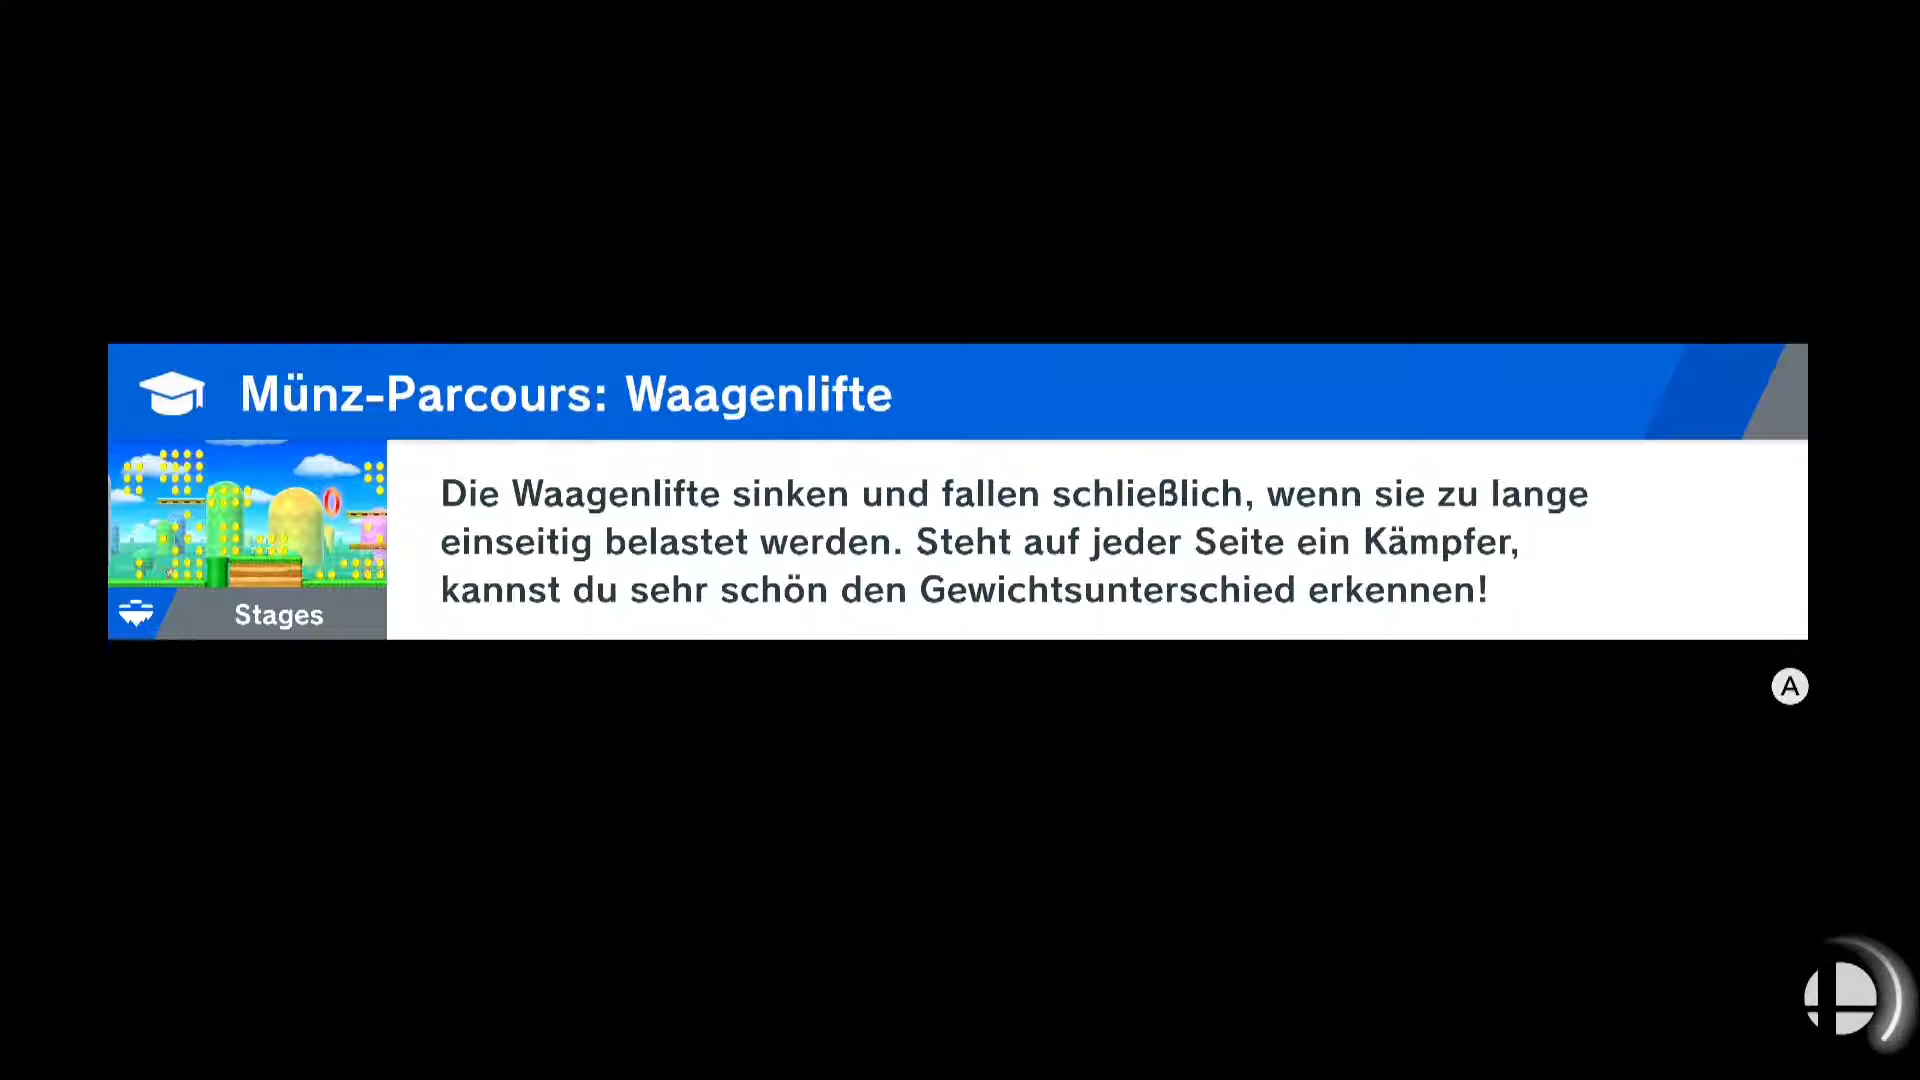 Münz-Parcours: Waagenlifte
Die Waagenlifte sinken und fallen schließlich, wenn sie zu lange
einseitig belastet werden. Steht auf jeder Seite ein Kämpfer,
kannst du sehr schön den Gewichtsunterschied erkennen!
Stages
A